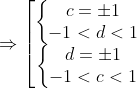 ⇒ [ { c = ±1
−1 < d < 1
{ d = ±1
−1 < c < 1